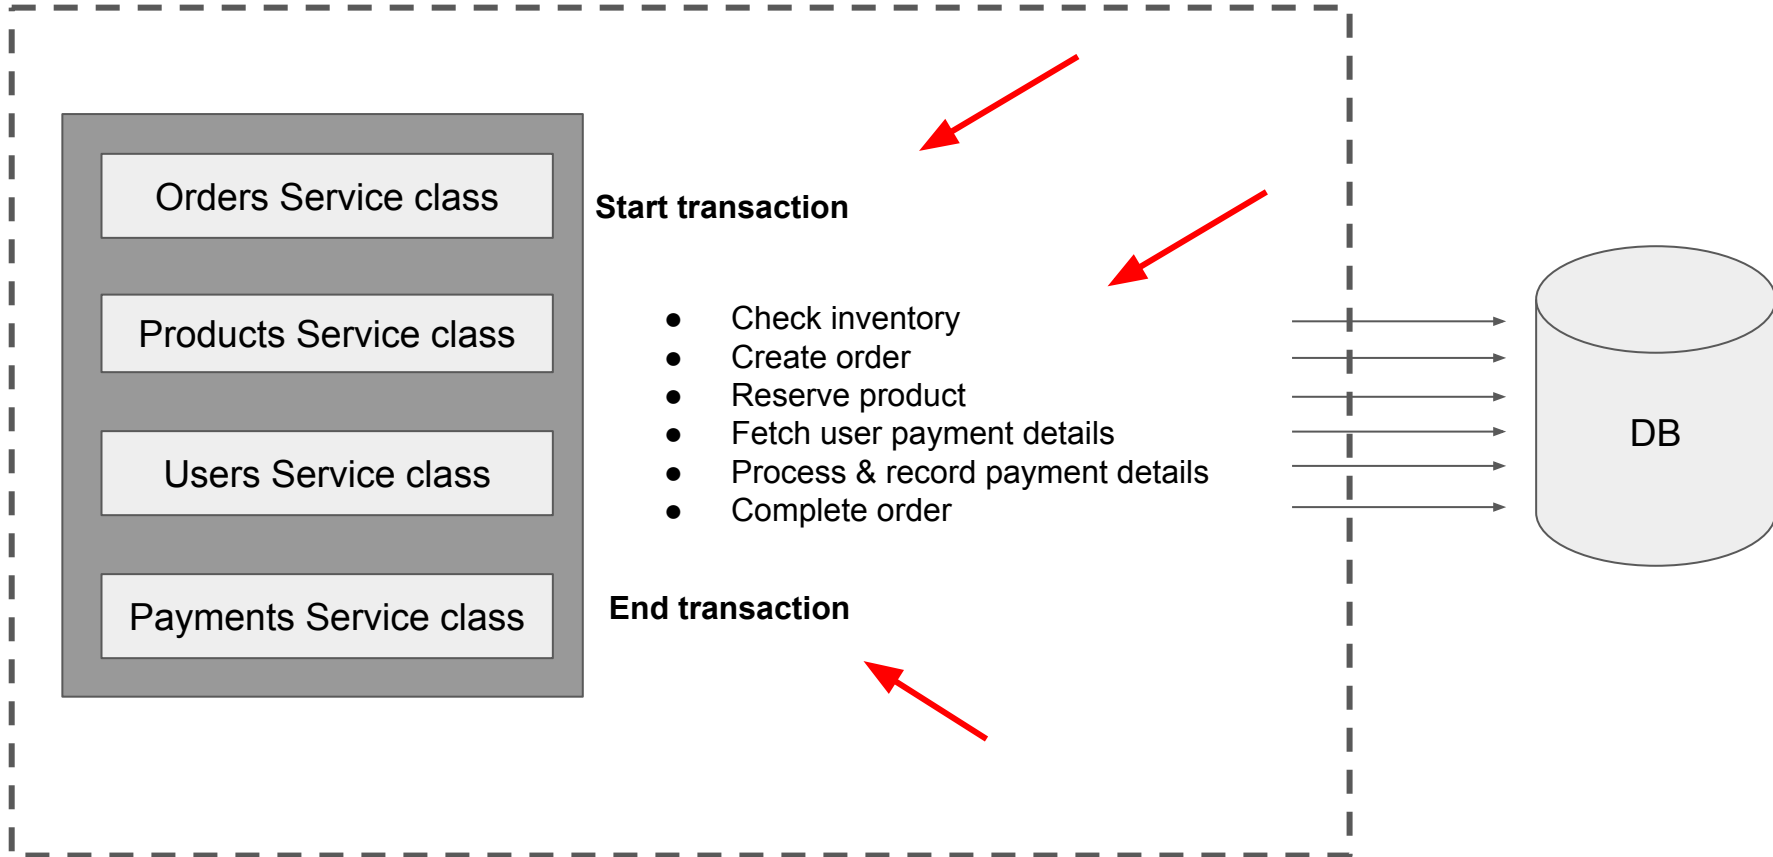 Orders Service class
Products Service class
Users Service class
Payments Service class
Start transaction
● Check inventory
● Create order
● Reserve product
● Fetch user payment details
● Process & record payment details
● Complete order
End transaction
DB